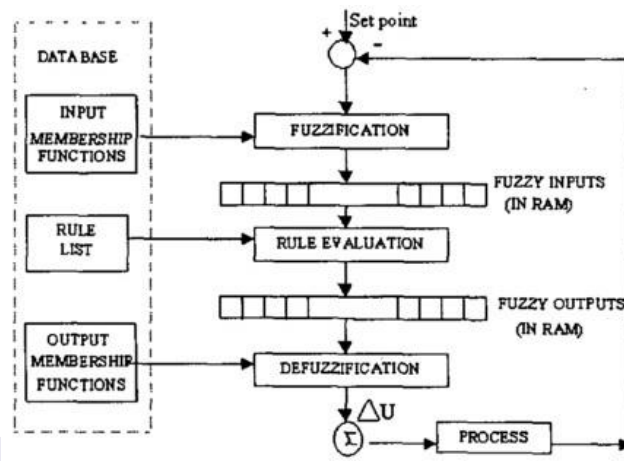 Set point
+
-
DATA BASE
INPUT
MEMBERSHIP
FUNCTIONS
FUZZIFICATION
FUZZY INPUTS
(IN RAM)
RULE
LIST
RULE EVALUATION
FUZZY OUTPUTS
(IN RAM)
OUTPUT
MEMBERSHIP
FUNCTIONS
DEFUZZIFICATION
△U
Σ
PROCESS